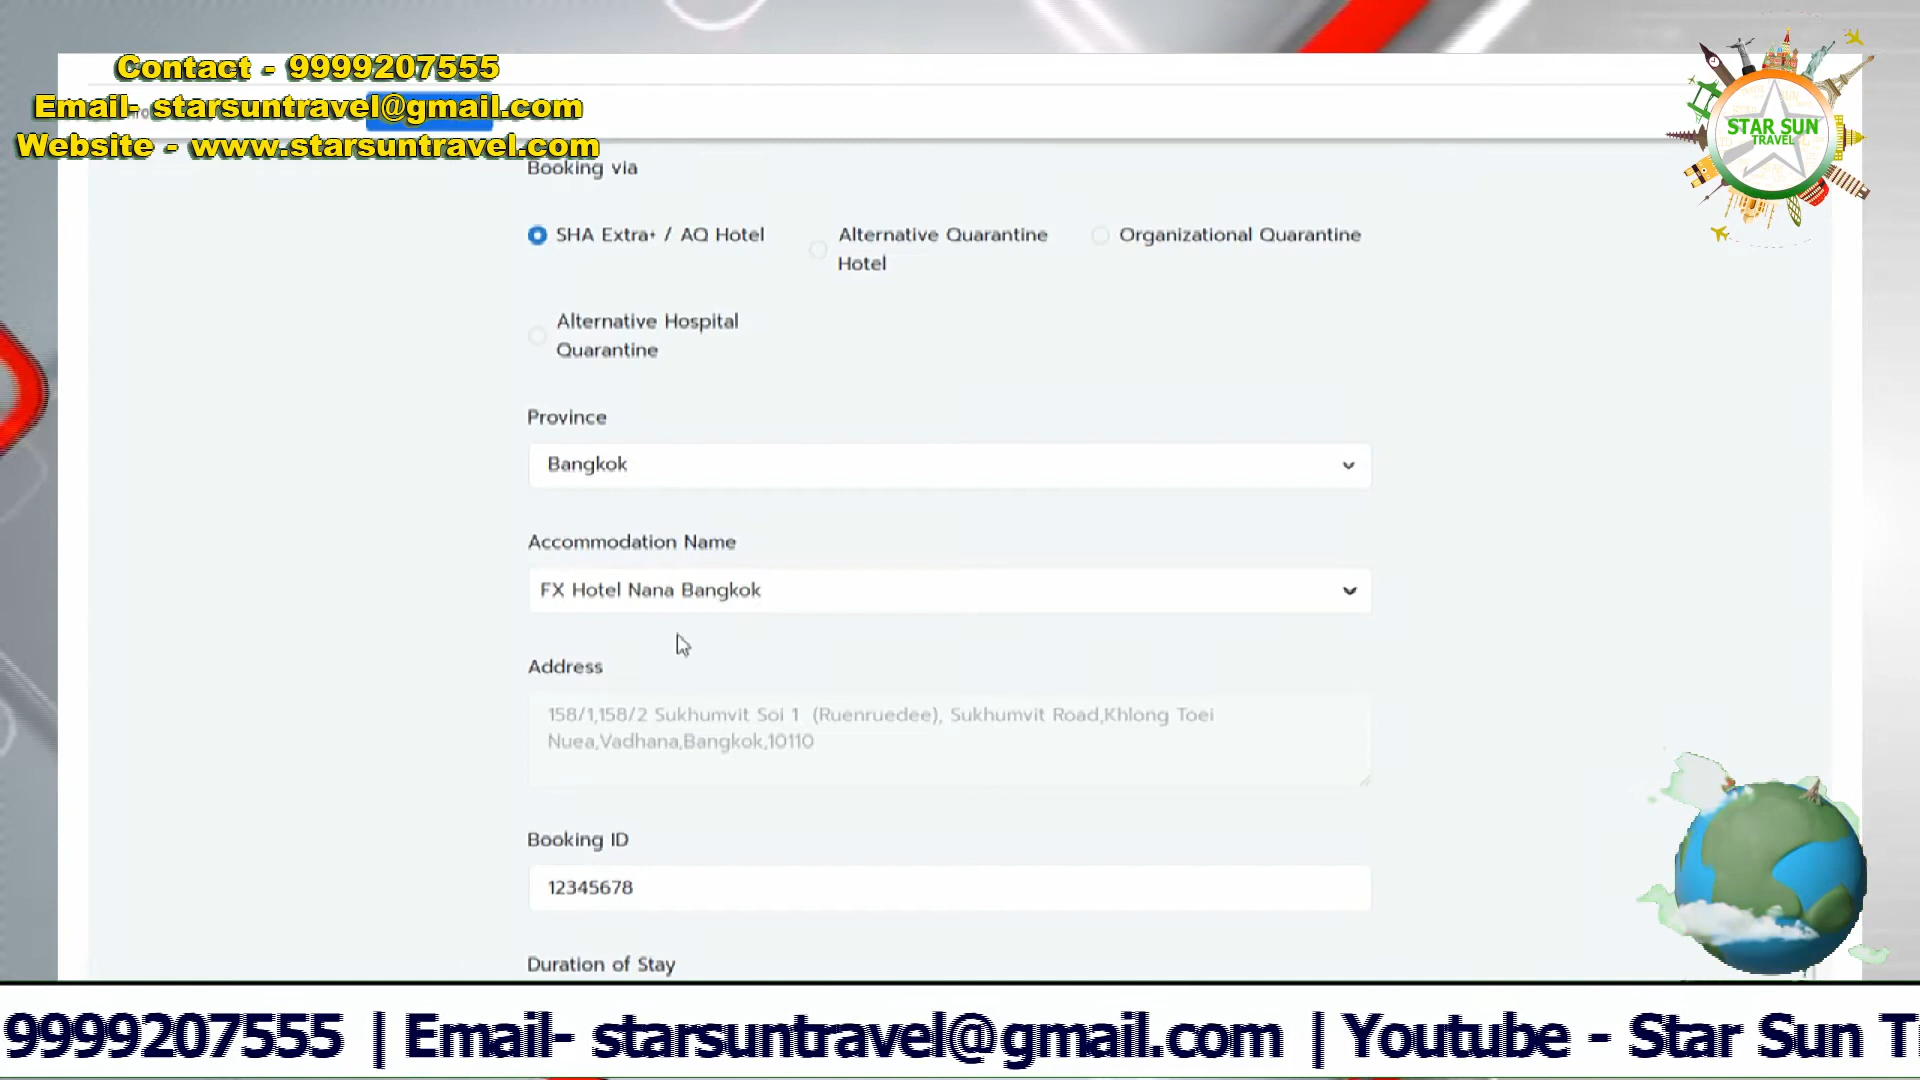 Contact - 9999207555
Email- starsuntravel@gmail.com
Website - www.starsuntravel.com
STAR SUN
TRAVEL
Booking via
SHA Extra+ / AQ Hotel
Alternative Quarantine
Hotel
Organizational Quarantine
Alternative Hospital
Quarantine
Province
Bangkok
Accommodation Name
FX Hotel Nana Bangkok
Address
158/1,158/2 Sukhumvit Soi 1 (Ruenruedee), Sukhumvit Road,Khlong Toei
Nuea,Vadhana,Bangkok,10110
Booking ID
12345678
Duration of Stay
9999207555 | Email- starsuntravel@gmail.com | Youtube - Star Sun T